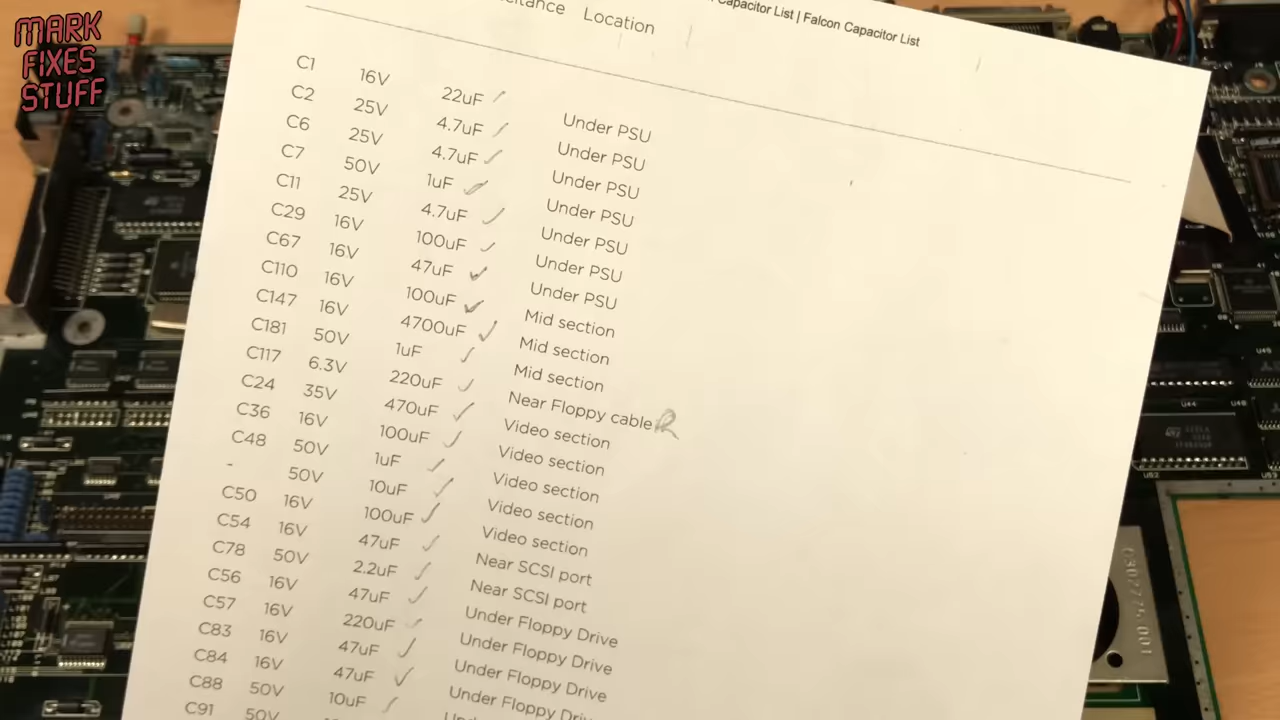 MARK
FIXES
STUFF
Capacitor List | Falcon Capacitor List
citance Location
C1 16V 22uF Under PSU
C2 25V 4.7uF Under PSU
C6 25V 4.7uF Under PSU
C7 50V 1uF Under PSU
C11 25V 4.7uF Under PSU
C29 16V 100uF Under PSU
C67 16V 47uF Under PSU
C110 16V 100uF Mid section
C147 16V 4700uF Mid section
C181 50V 1uF Mid section
C117 6.3V 220uF Near Floppy cable
C24 35V 470uF Video section
C36 16V 100uF Video section
C48 50V 1uF Video section
- 50V 10uF Video section
C50 16V 100uF Video section
C54 16V 47uF Near SCSI port
C78 50V 2.2uF Near SCSI port
C56 16V 47uF Under Floppy Drive
C57 16V 220uF Under Floppy Drive
C83 16V 47uF Under Floppy Drive
C84 16V 47uF Under Floppy Driv
C88 50V 10uF
C91 50V